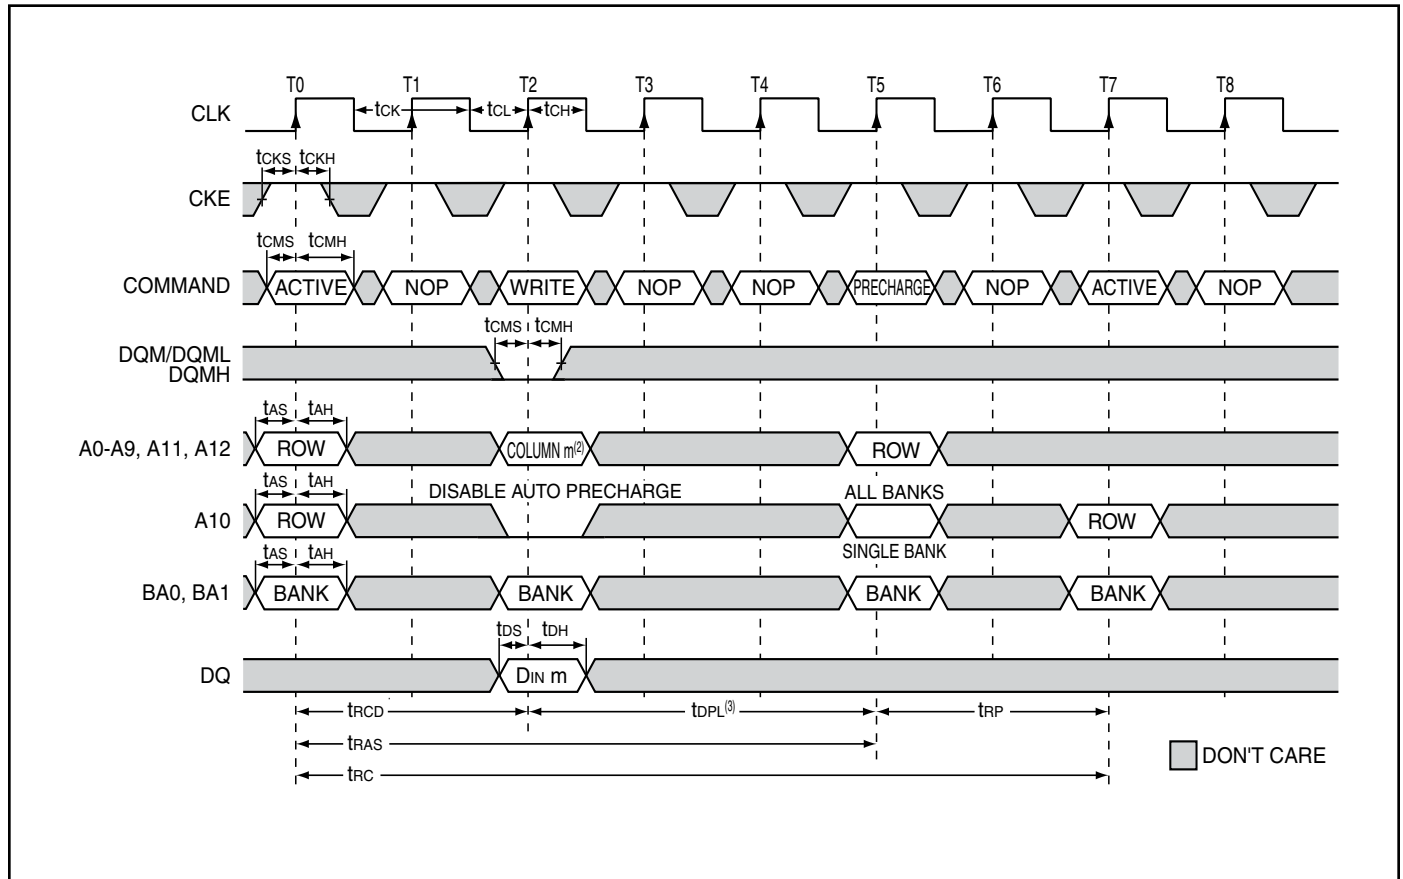 T0 T1 T2 T3 T4 T5 T6 T7 T8
CLK
tCK tCL tCH
tCKS tCKH
CKE
tCMS tCMH
COMMAND ACTIVE NOP WRITE NOP NOP PRECHARGE NOP ACTIVE NOP
tCMS tCMH
DQM/DQML
DQMH
tAS tAH
A0-A9, A11, A12 ROW COLUMN m(2) ROW
tAS tAH DISABLE AUTO PRECHARGE ALL BANKS
A10 ROW ROW
tAS tAH SINGLE BANK
BA0, BA1 BANK BANK BANK BANK
tDS tDH
DQ DIN m
tRCD tDPL(3) tRP
tRAS
DON'T CARE
tRC